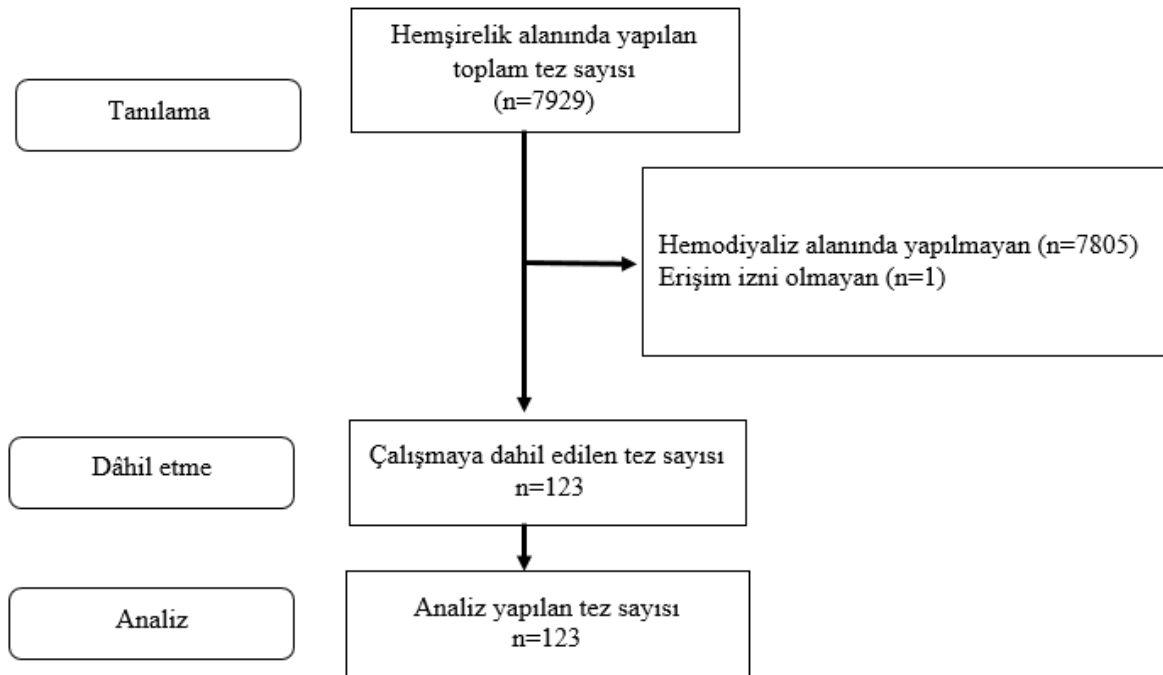 Hemşirelik alanında yapılan
toplam tez sayısı
(n=7929)
Tanılama
Hemodiyaliz alanında yapılmayan (n=7805)
Erişim izni olmayan (n=1)
Dâhil etme
Çalışmaya dahil edilen tez sayısı
n=123
Analiz
Analiz yapılan tez sayısı
n=123